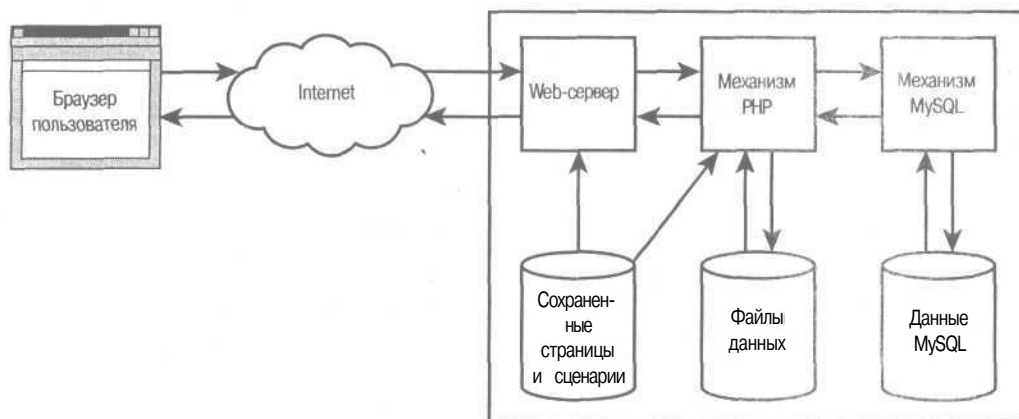 Браузер
пользователя
Internet
Web-сервер
Механизм
PHP
Механизм
MySQL
Сохранен-
ные
страницы
и сценарии
Файлы
данных
Данные
MySQL